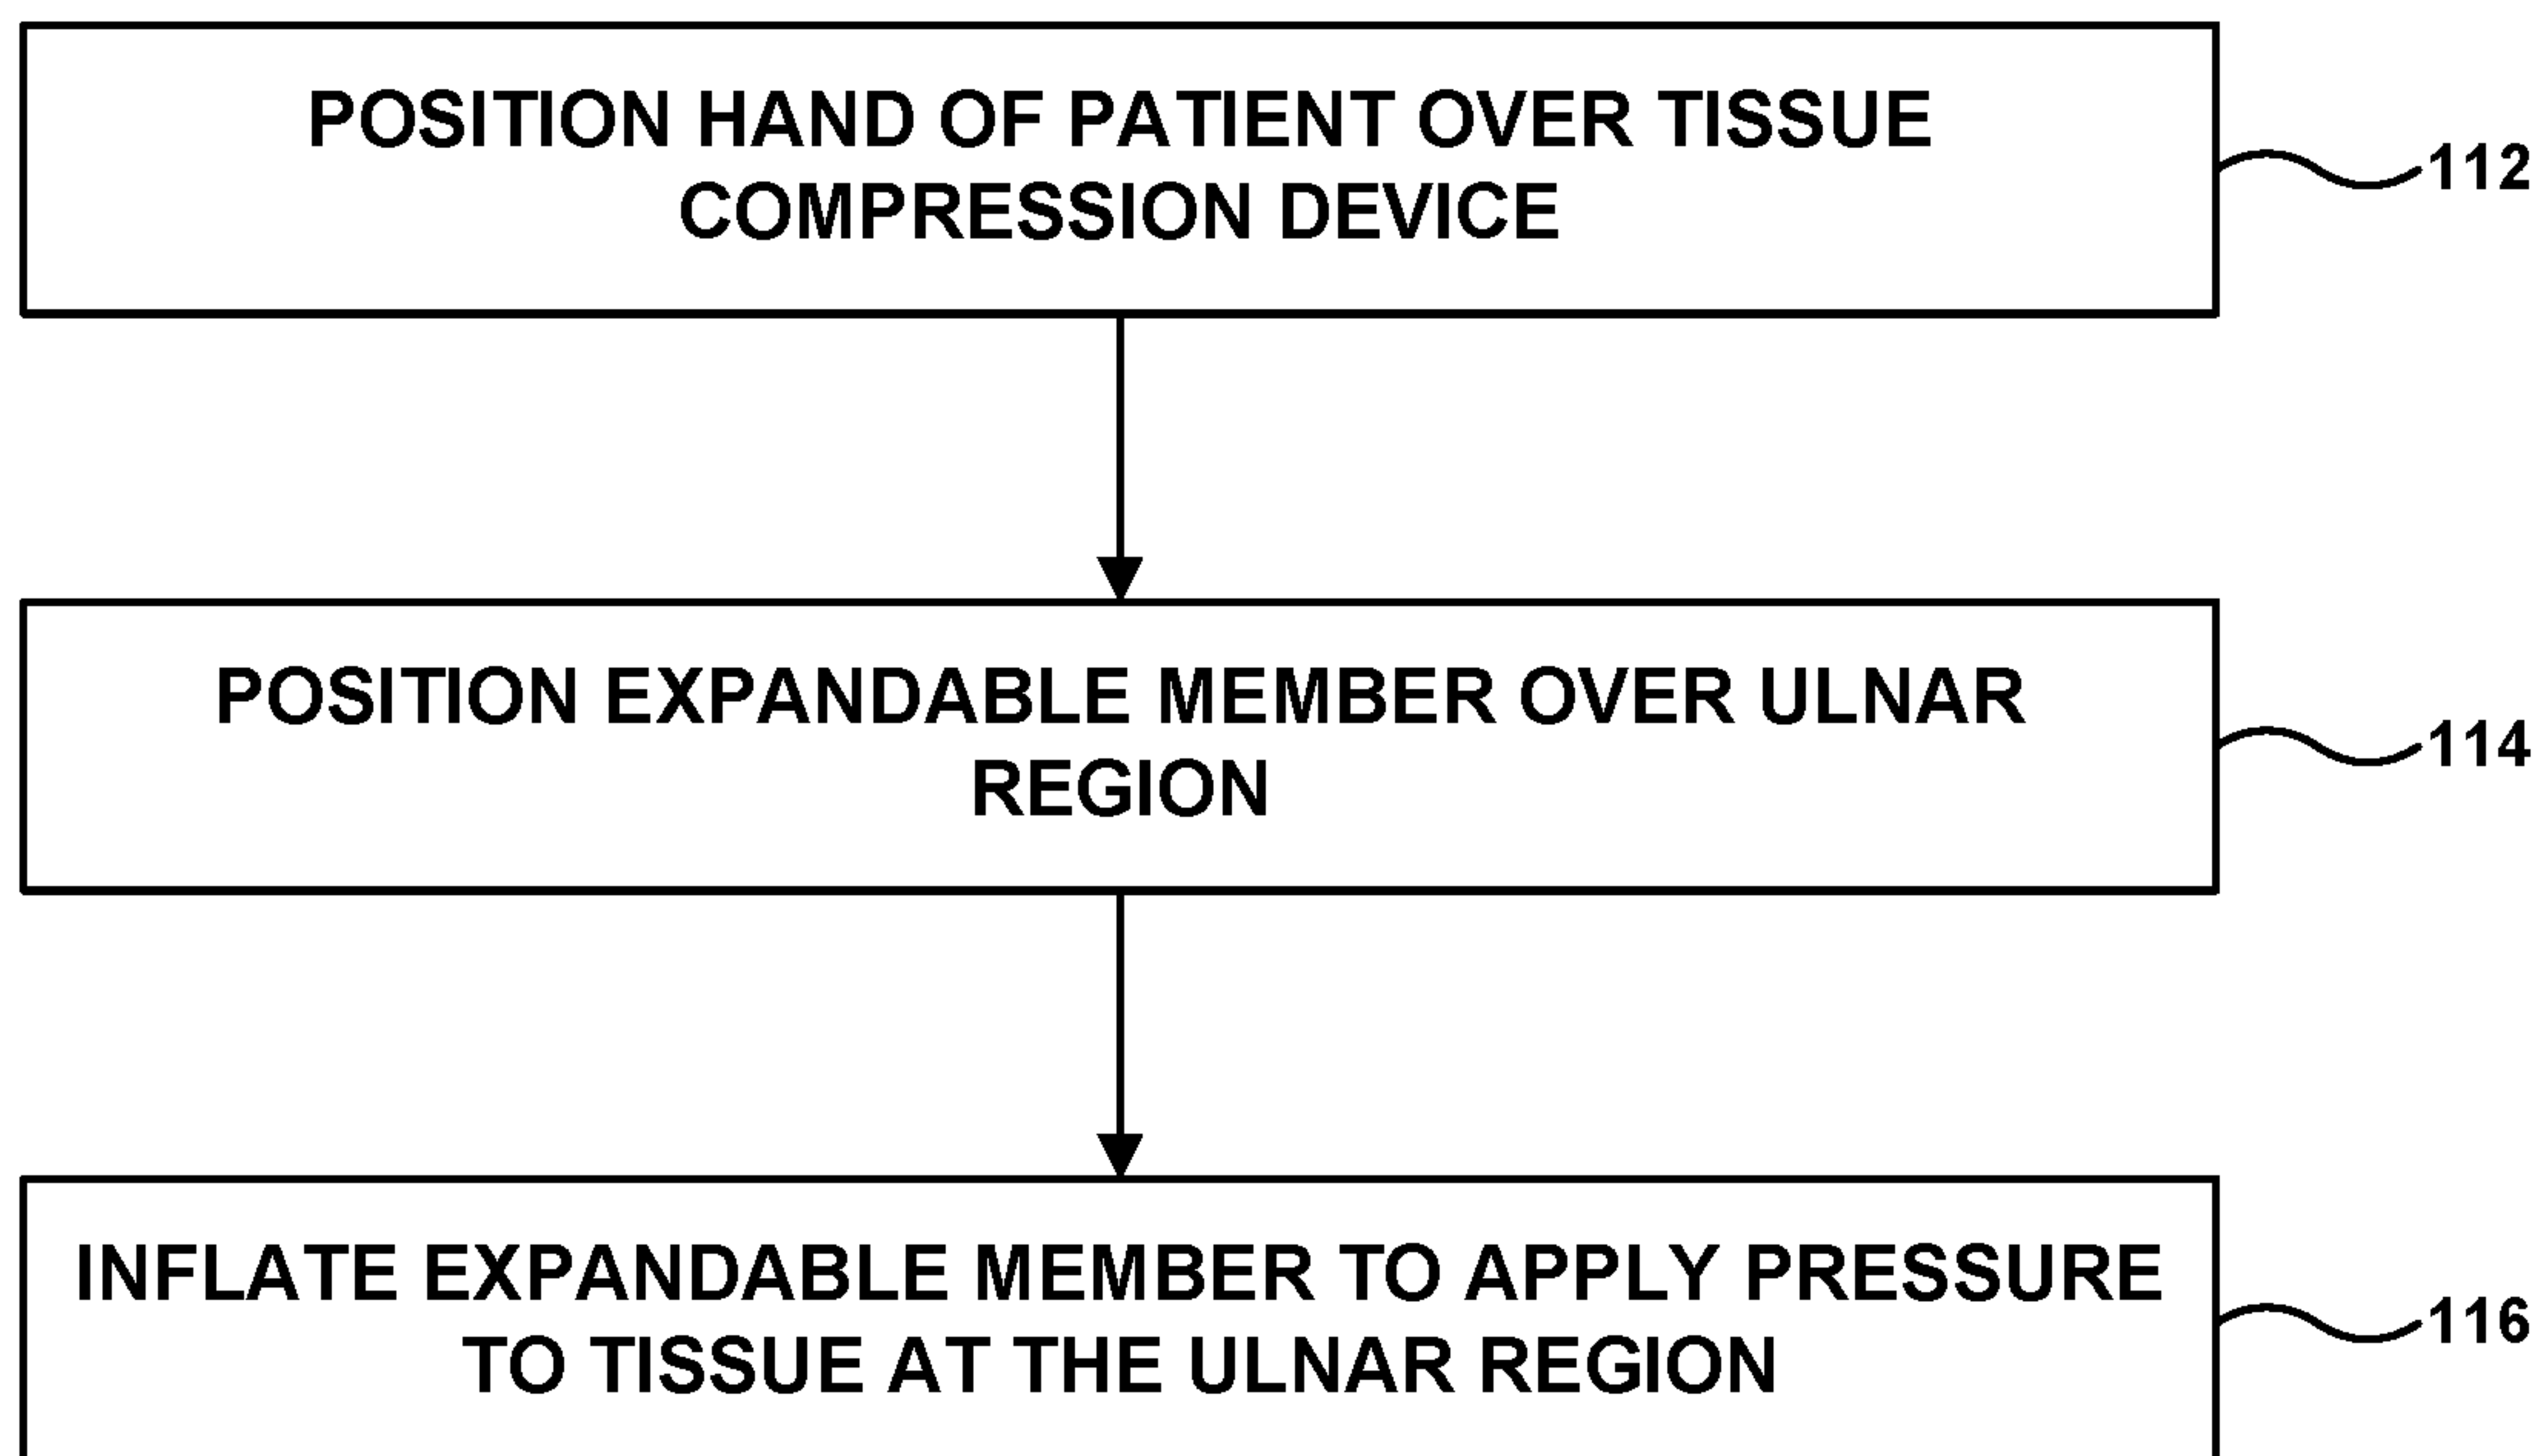 POSITION HAND OF PATIENT OVER TISSUE
COMPRESSION DEVICE
112
POSITION EXPANDABLE MEMBER OVER ULNAR
REGION
114
INFLATE EXPANDABLE MEMBER TO APPLY PRESSURE
TO TISSUE AT THE ULNAR REGION
116